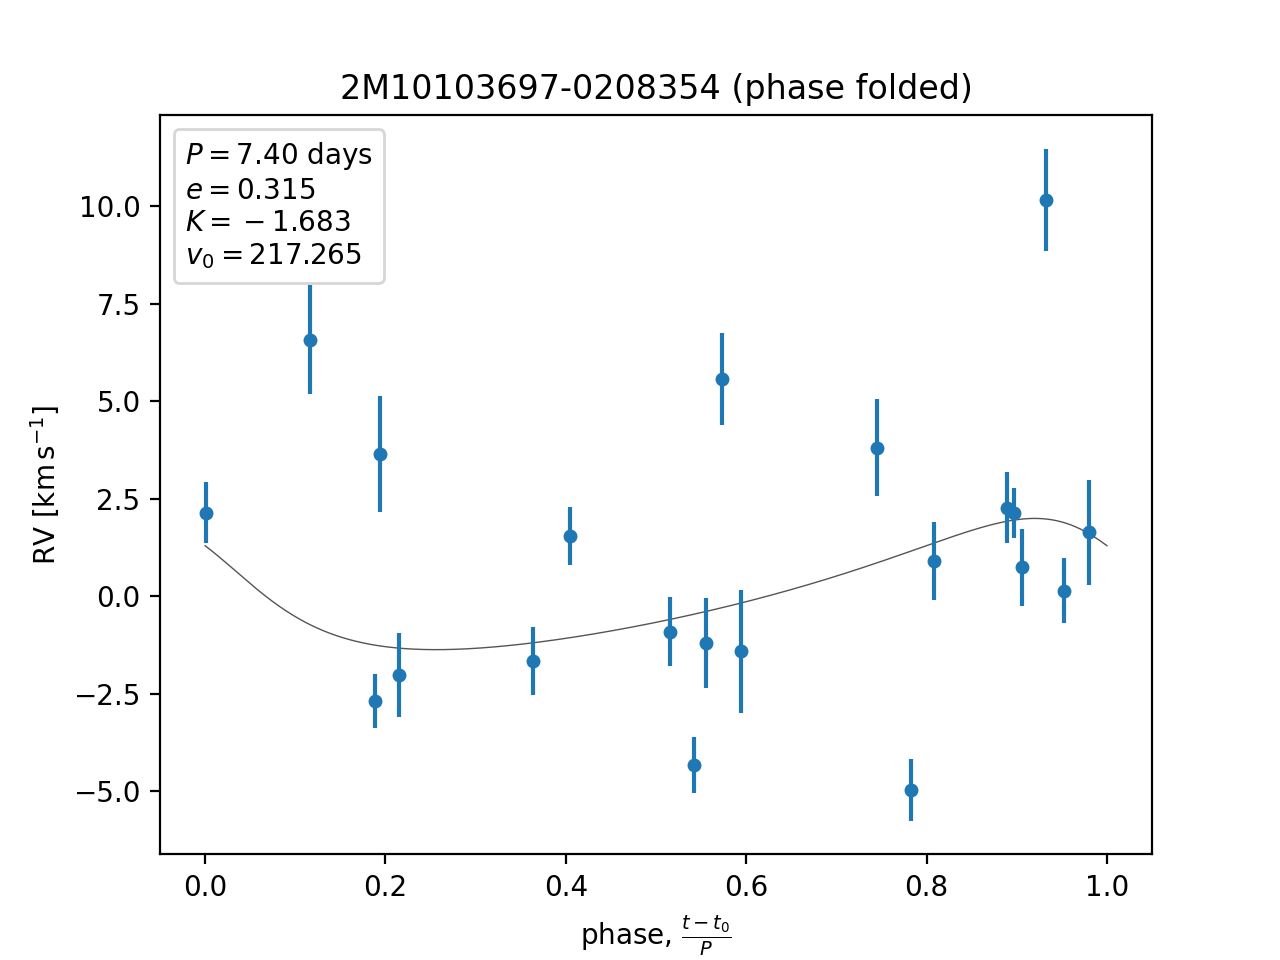 2M10103697-0208354 (phase folded)
P = 7.40 days
e = 0.315
K = −1.683
v₀ = 217.265
10.0
7.5
5.0
2.5
0.0
−2.5
−5.0
RV [km s⁻¹]
0.0 0.2 0.4 0.6 0.8 1.0
phase, (t − t₀)/P